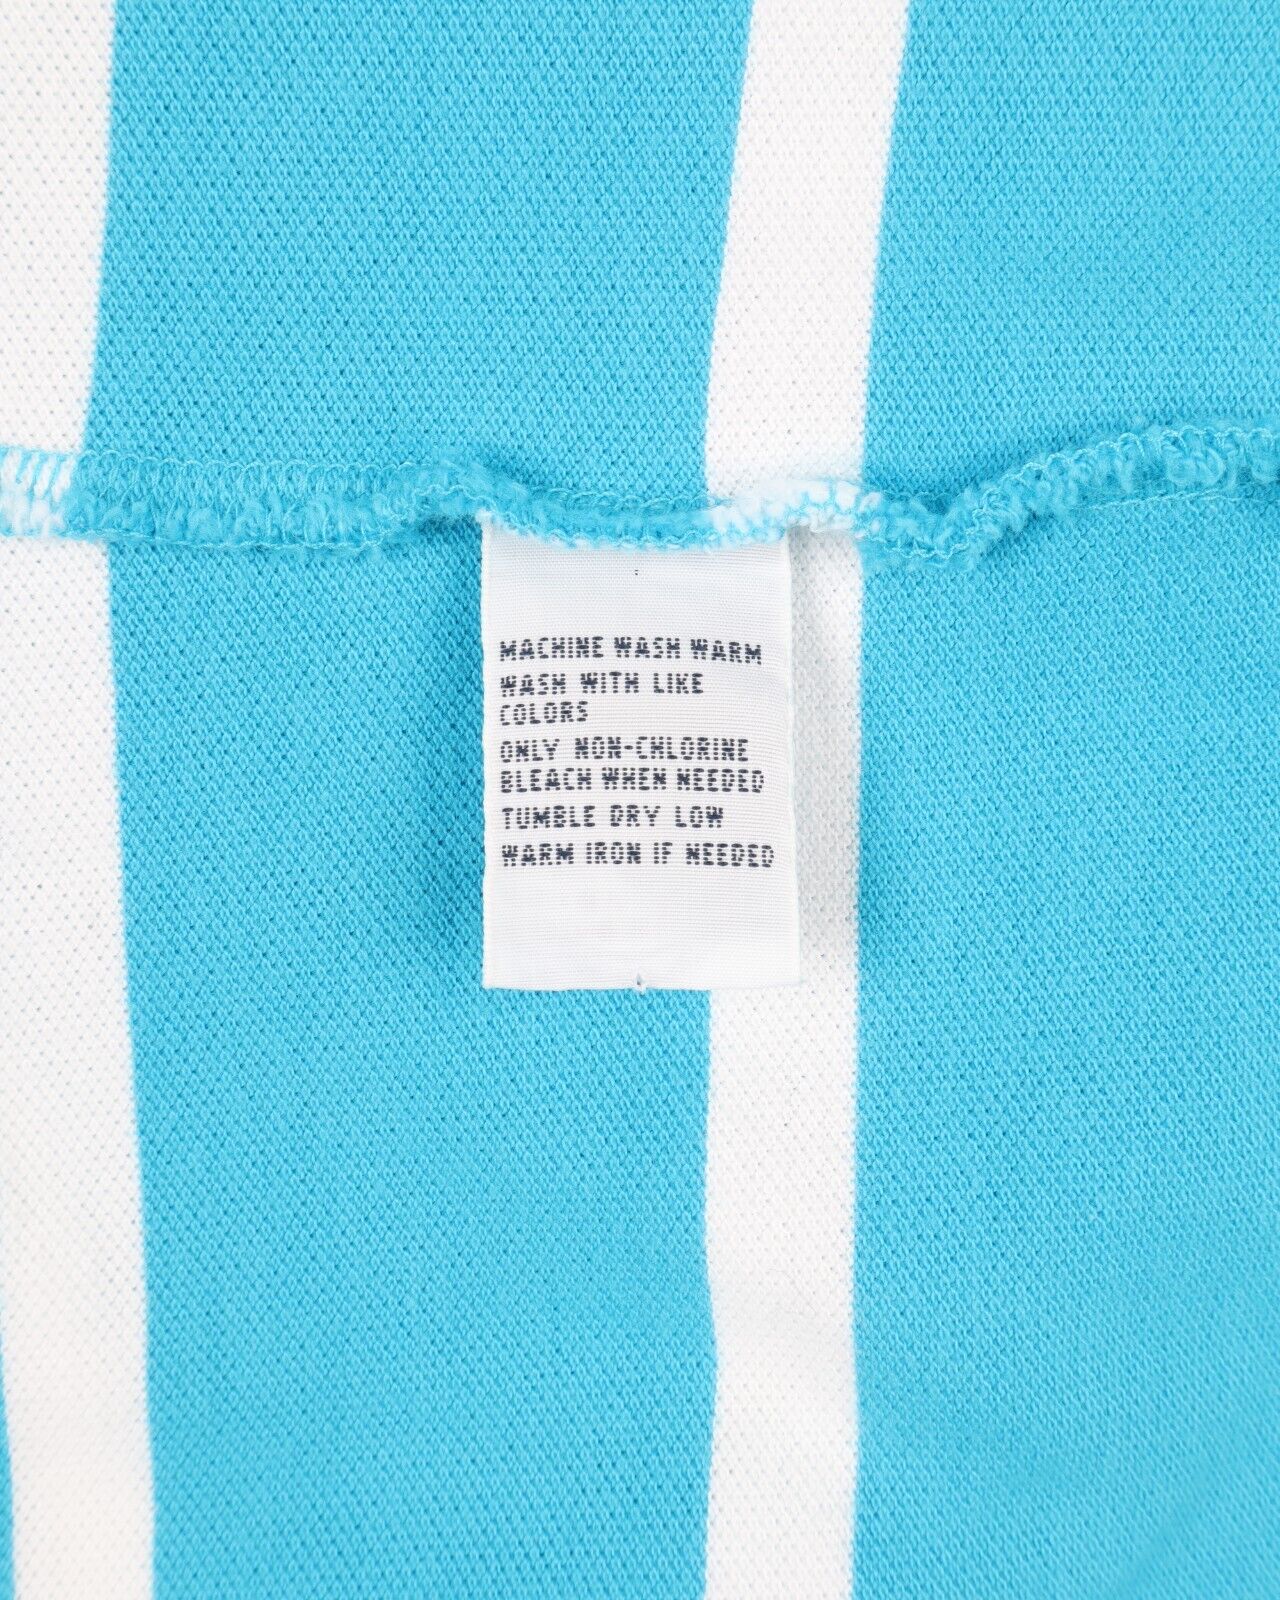 MACHINE WASH WARM
WASH WITH LIKE
COLORS
ONLY NON-CHLORINE
BLEACH WHEN NEEDED
TUMBLE DRY LOW
WARM IRON IF NEEDED